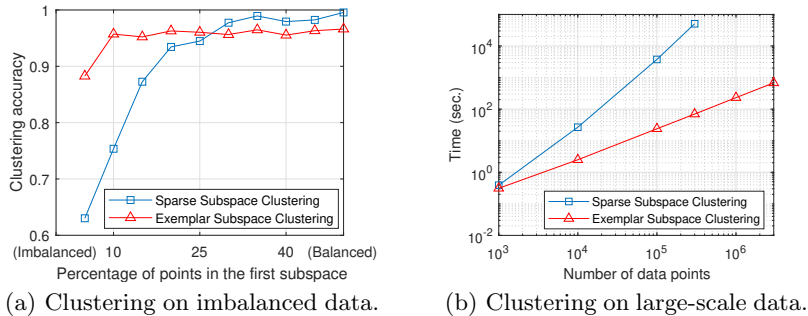 1
0.9
0.8
0.7
0.6
Clustering accuracy
Sparse Subspace Clustering
Exemplar Subspace Clustering
(Imbalanced) 10 25 40 (Balanced)
Percentage of points in the first subspace
(a) Clustering on imbalanced data.
10^4
10^2
10^0
10^-2
Time (sec.)
Sparse Subspace Clustering
Exemplar Subspace Clustering
10^3 10^4 10^5 10^6
Number of data points
(b) Clustering on large-scale data.